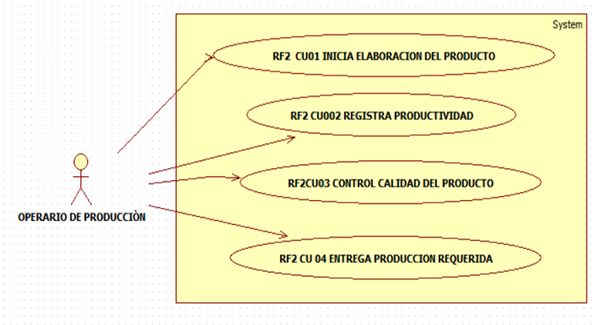 System
RF2 CU01 INICIA ELABORACION DEL PRODUCTO
RF2 CU002 REGISTRA PRODUCTIVIDAD
RF2CU03 CONTROL CALIDAD DEL PRODUCTO
OPERARIO DE PRODUCCIÒN
RF2 CU 04 ENTREGA PRODUCCION REQUERIDA